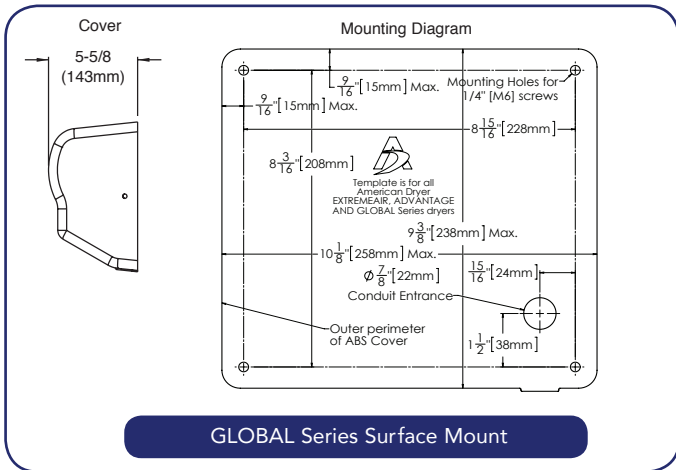 Cover
5-5/8
(143mm)
Mounting Diagram
9/16"[15mm] Max.
9/16"[15mm] Max.
Mounting Holes for
1/4" [M6] screws
8 15/16"[228mm]
8 3/16"[208mm]
AD
Template is for all
American Dryer
EXTREMEAIR, ADVANTAGE
AND GLOBAL Series dryers
9 3/8"[238mm] Max.
10 1/8"[258mm] Max.
Ø 7/8"[22mm]
15/16"[24mm]
Conduit Entrance
Outer perimeter
of ABS Cover
1 1/2"[38mm]
GLOBAL Series Surface Mount